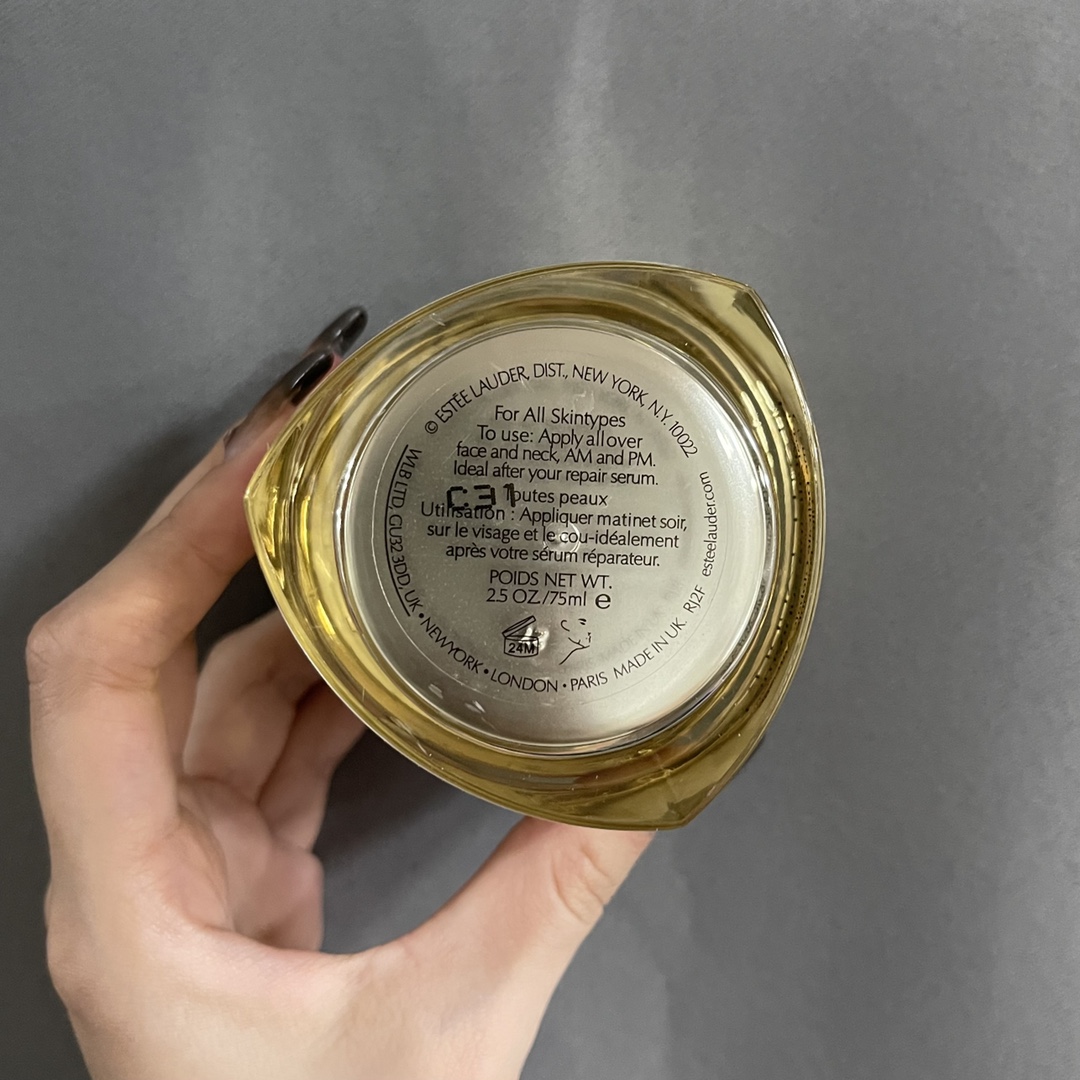 © ESTÉE LAUDER, DIST., NEW YORK, N.Y. 10022
For All Skintypes
To use: Apply all over
face and neck, AM and PM.
Ideal after your repair serum.
C31
Toutes peaux
Utilisation : Appliquer matinet soir,
sur le visage et le cou-idéalement
après votre sérum réparateur.
POIDS NET WT.
2.5 OZ./75ml ℮
24M
WLB LTD, GU32 3DD, UK • NEW YORK • LONDON • PARIS MADE IN UK. RJ2F esteelauder.com